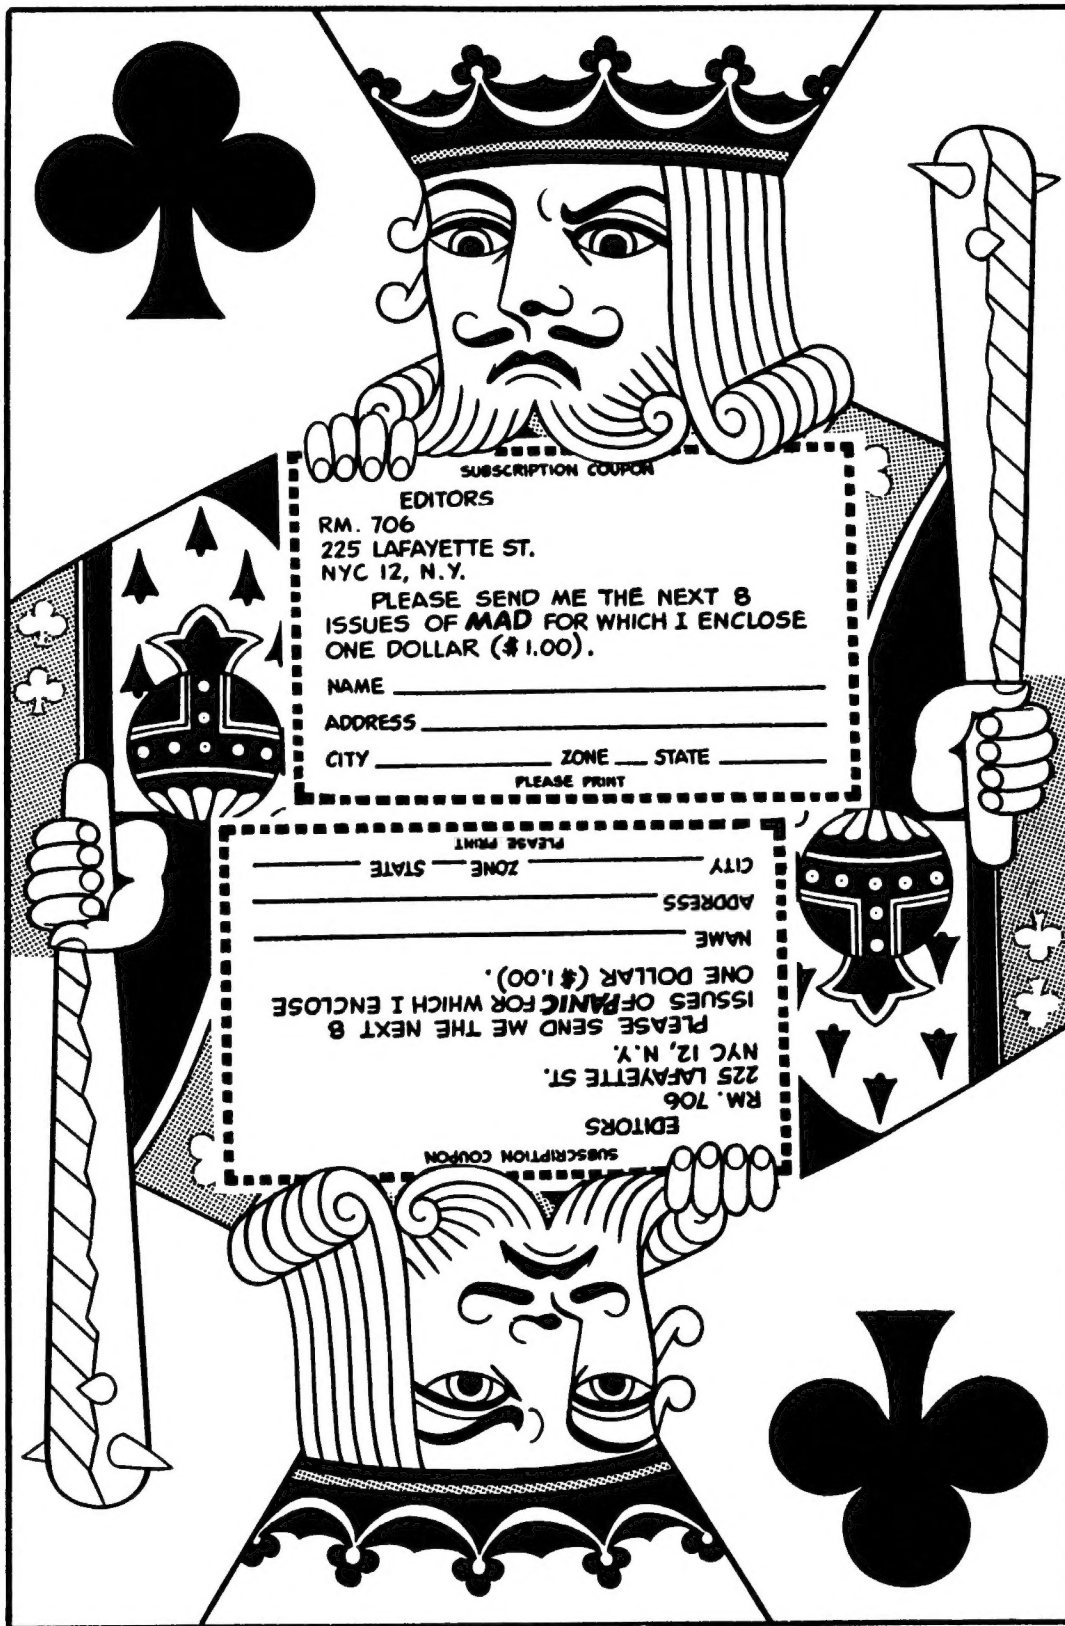 SUBSCRIPTION COUPON
EDITORS
RM. 706
225 LAFAYETTE ST.
NYC 12, N.Y.
PLEASE SEND ME THE NEXT 8
ISSUES OF MAD FOR WHICH I ENCLOSE
ONE DOLLAR ($1.00).
NAME
ADDRESS
CITY ZONE STATE
PLEASE PRINT
SUBSCRIPTION COUPON
EDITORS
RM. 706
225 LAFAYETTE ST.
NYC 12, N.Y.
PLEASE SEND ME THE NEXT 8
ISSUES OF PANIC FOR WHICH I ENCLOSE
ONE DOLLAR ($1.00).
NAME
ADDRESS
CITY ZONE STATE
PLEASE PRINT